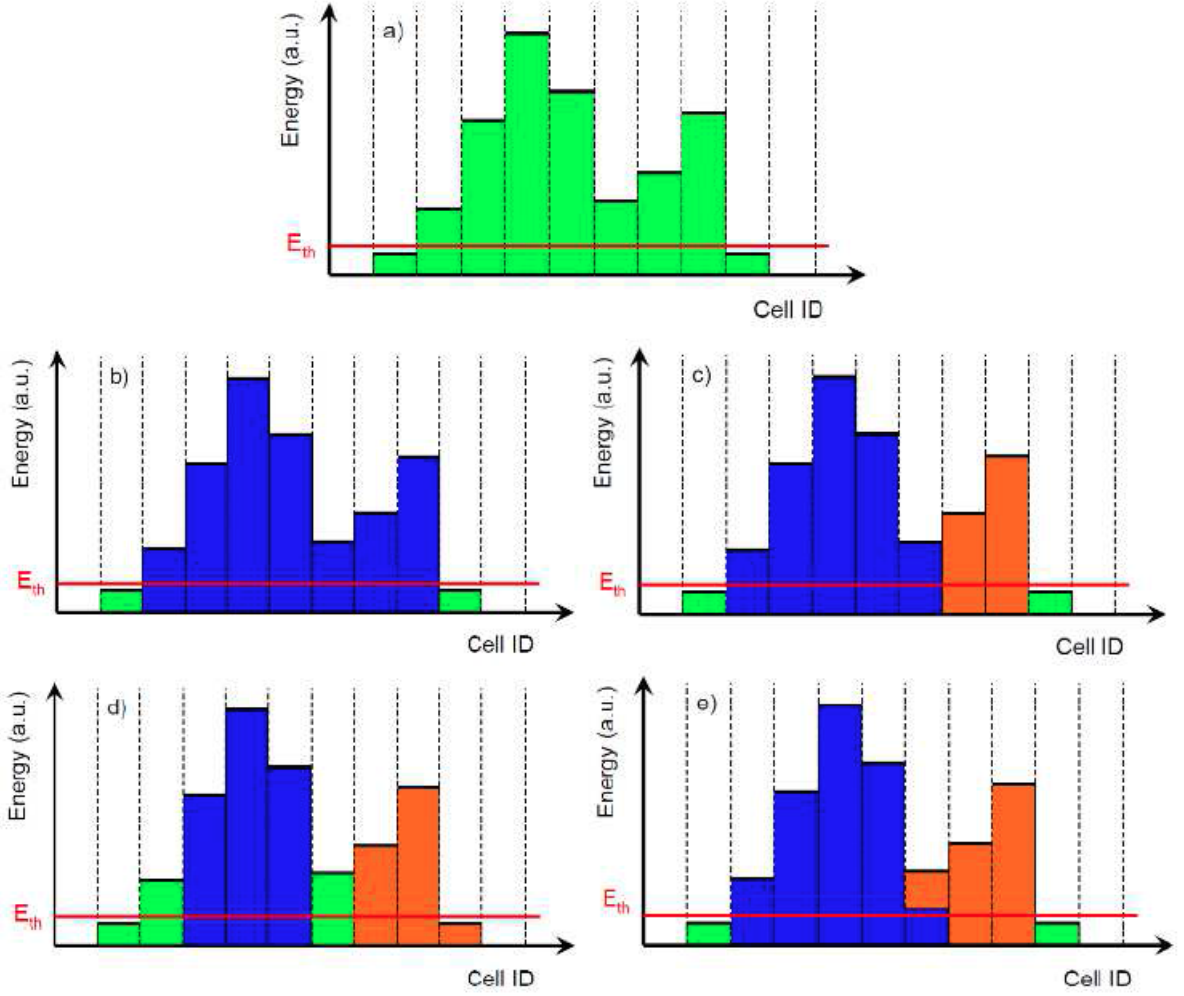 a)
Energy (a.u.)
Eth
Cell ID
b)
Energy (a.u.)
Eth
Cell ID
c)
Energy (a.u.)
Eth
Cell ID
d)
Energy (a.u.)
Eth
Cell ID
e)
Energy (a.u.)
Eth
Cell ID